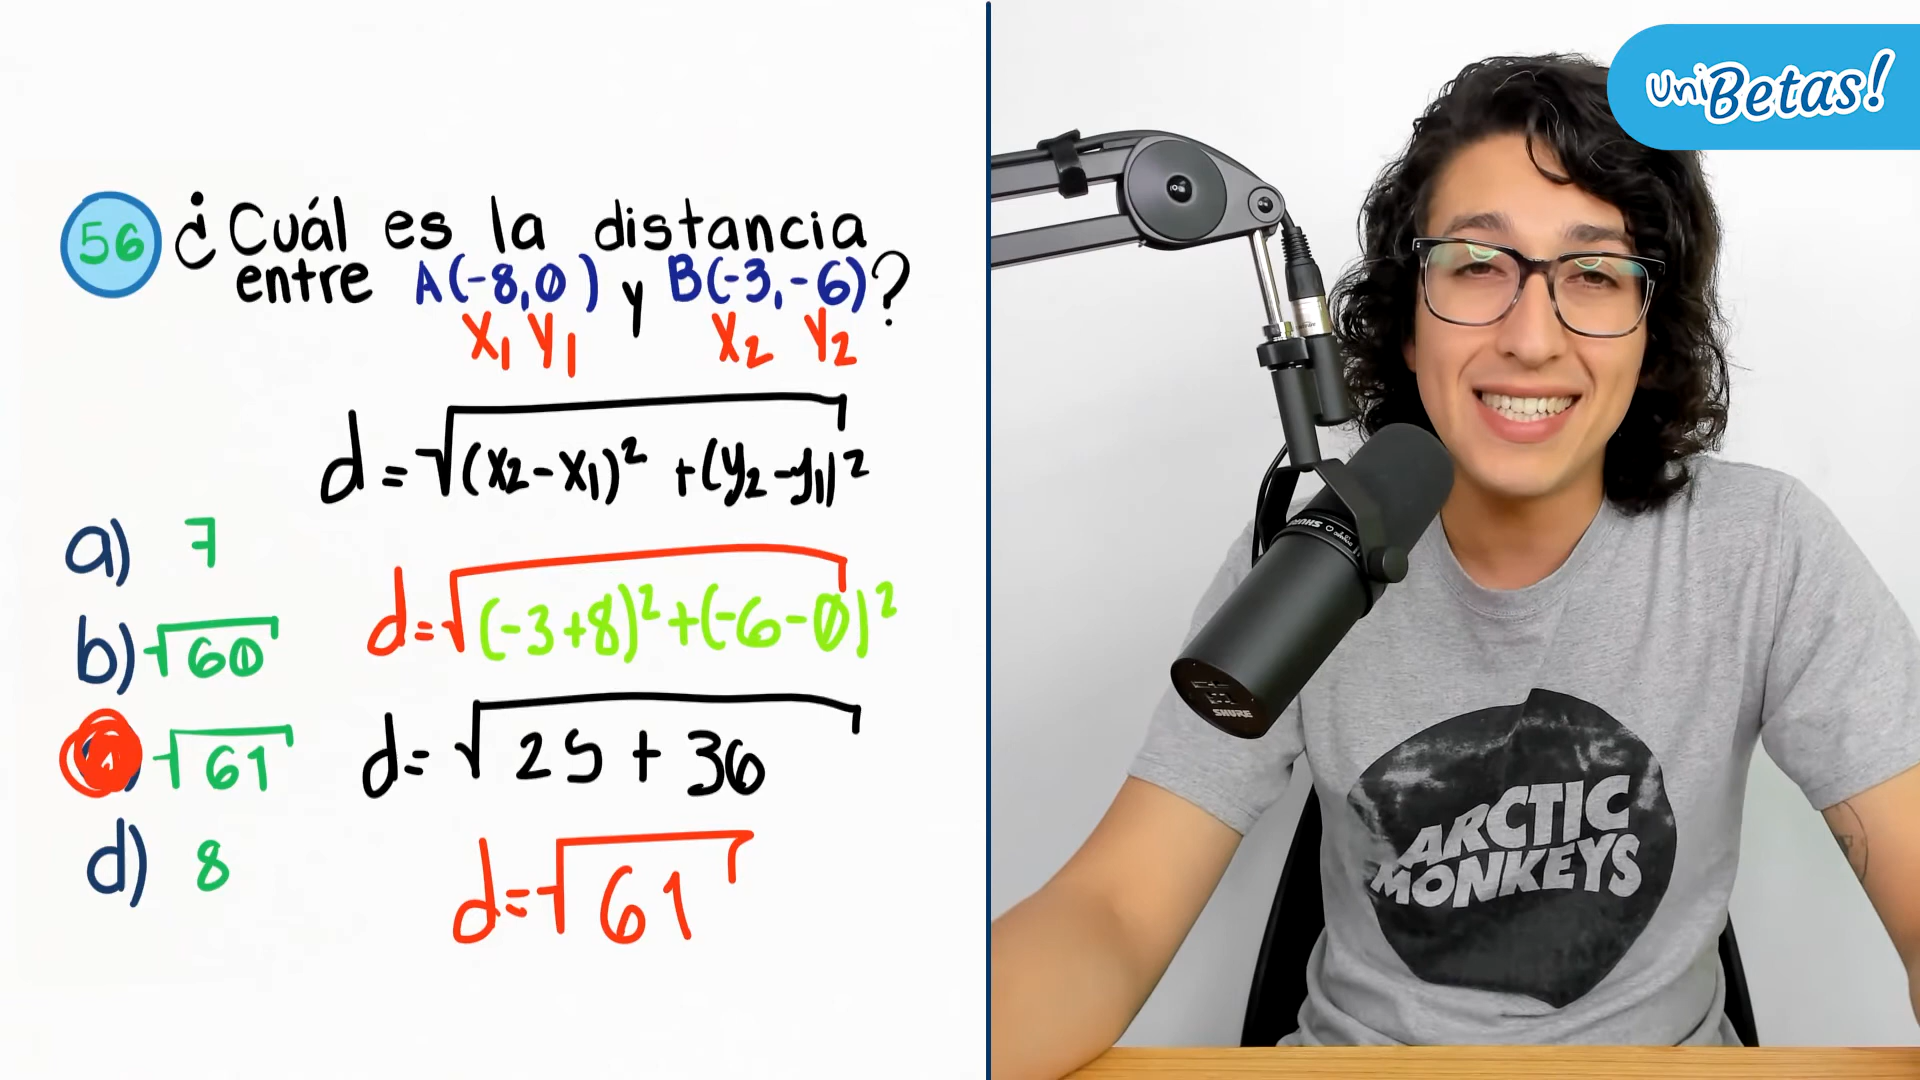 56 ¿Cuál es la distancia
entre A(-8,0) y B(-3,-6)?
X₁ Y₁ X₂ Y₂
d=√(x₂-x₁)² +(y₂-y₁)²
a) 7
d=√(-3+8)²+(-6-0)²
b) √60
√61
d=√25+36
d) 8
d=√61
uniBetas!
SHURE
SHURE
ARCTIC
MONKEYS